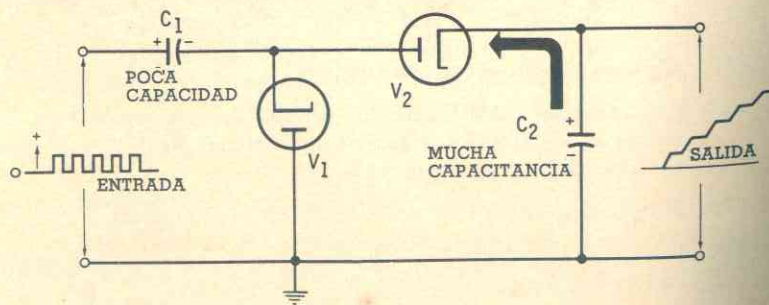 C1
+ -
POCA
CAPACIDAD
V2
V1
+
ENTRADA
C2
+
-
MUCHA
CAPACITANCIA
SALIDA